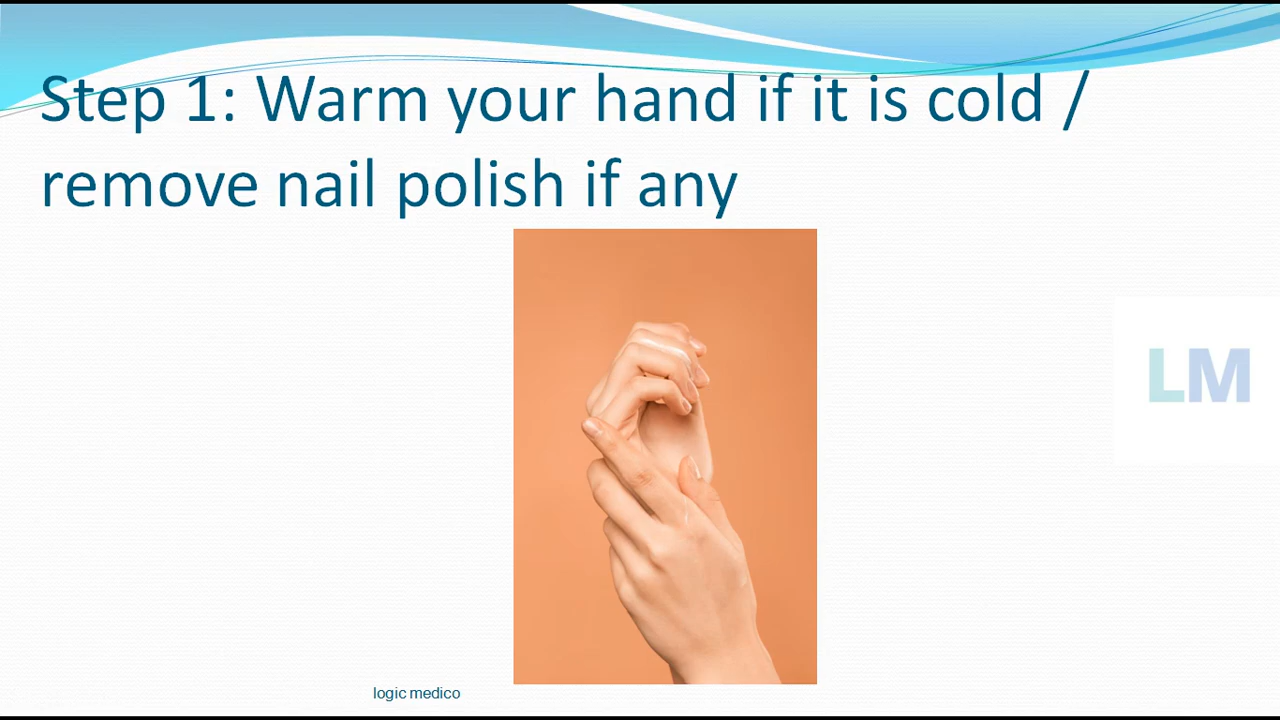 Step 1: Warm your hand if it is cold /
remove nail polish if any
LM
logic medico